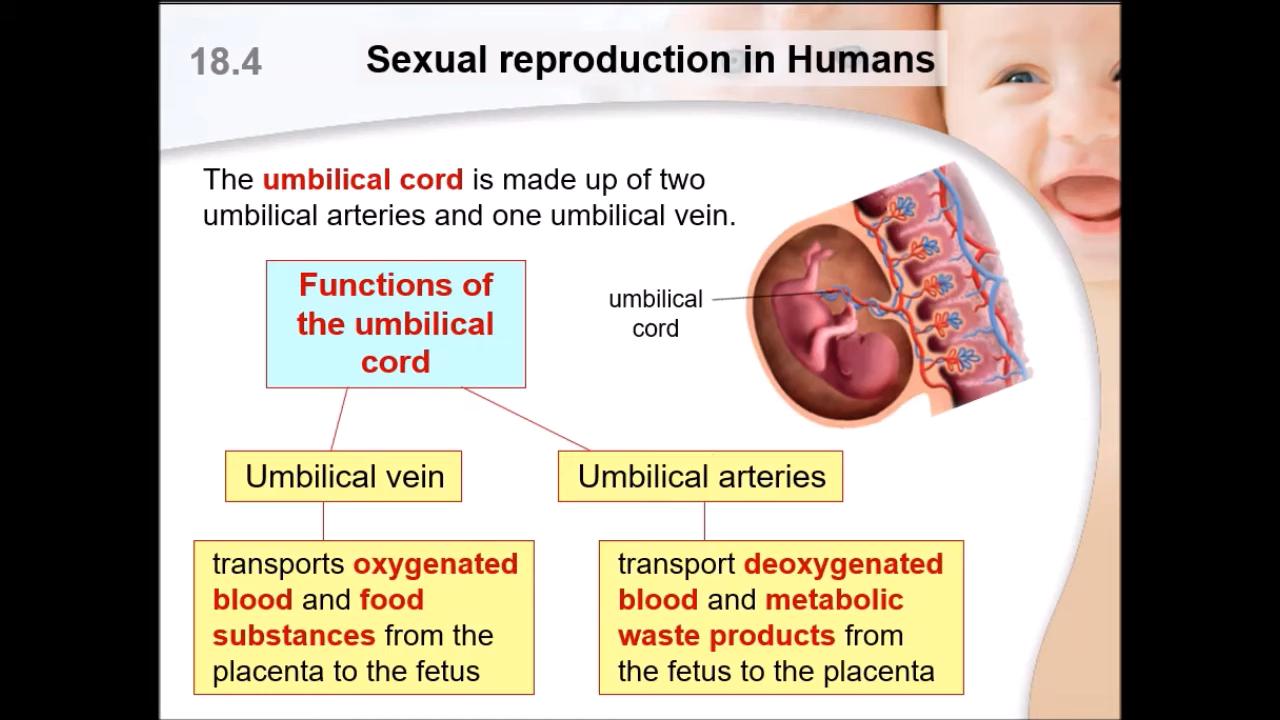 18.4
Sexual reproduction in Humans
The umbilical cord is made up of two
umbilical arteries and one umbilical vein.
Functions of
the umbilical
cord
umbilical
cord
Umbilical vein
Umbilical arteries
transports oxygenated
blood and food
substances from the
placenta to the fetus
transport deoxygenated
blood and metabolic
waste products from
the fetus to the placenta